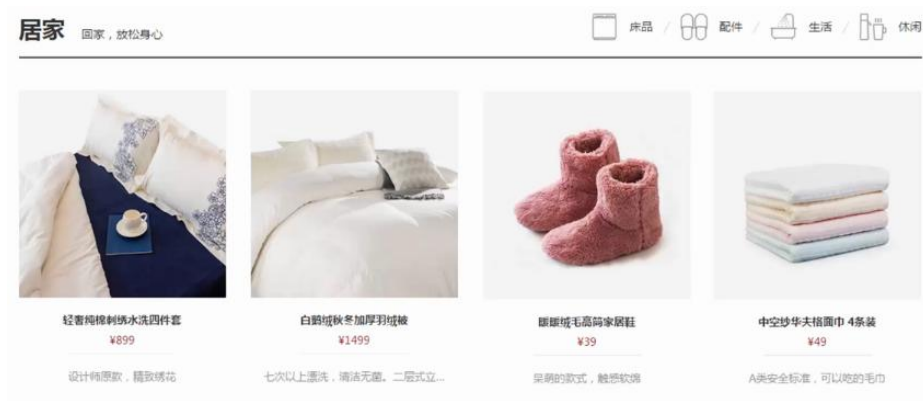 居家 回家，放松身心 床品 / 配件 / 生活 / 休闲
轻奢纯棉刺绣水洗四件套
¥899
设计师原款，精致绣花
白鹅绒秋冬加厚羽绒被
¥1499
七次以上漂洗，清洁无菌。二层式立...
暖暖绒毛高筒家居鞋
¥39
呆萌的款式，触感软绵
中空纱华夫格面巾 4条装
¥49
A类安全标准，可以吃的毛巾